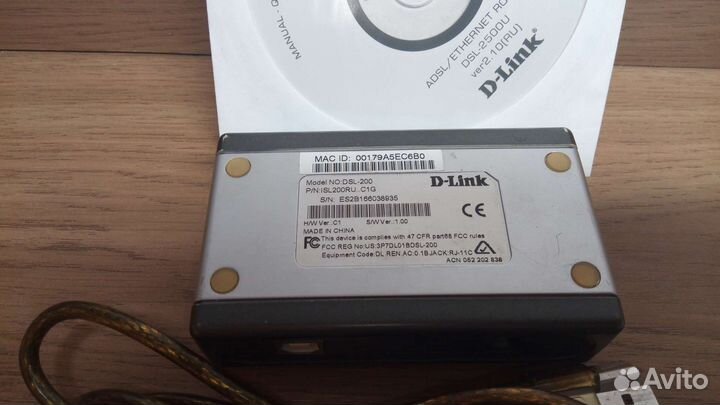 MANUAL
ADSL/ETHERNET RO
DSL-2500U
ver2.10(RU)
D-Link
MAC ID: 00179A5EC6B0
Model NO:DSL-200
P/N:ISL200RU..C1G
D-Link
S/N: ES2B166038935
H/W Ver.:C1 S/W Ver.:1.00
MADE IN CHINA
CE
FC This device is complies with 47 CFR part68 FCC rules
FCC REG No:US:3P7DL01BDSL-200
Equipment Code:DL REN.AC:0.1BJACK:RJ-11C
ACN 052 202 838
Avito